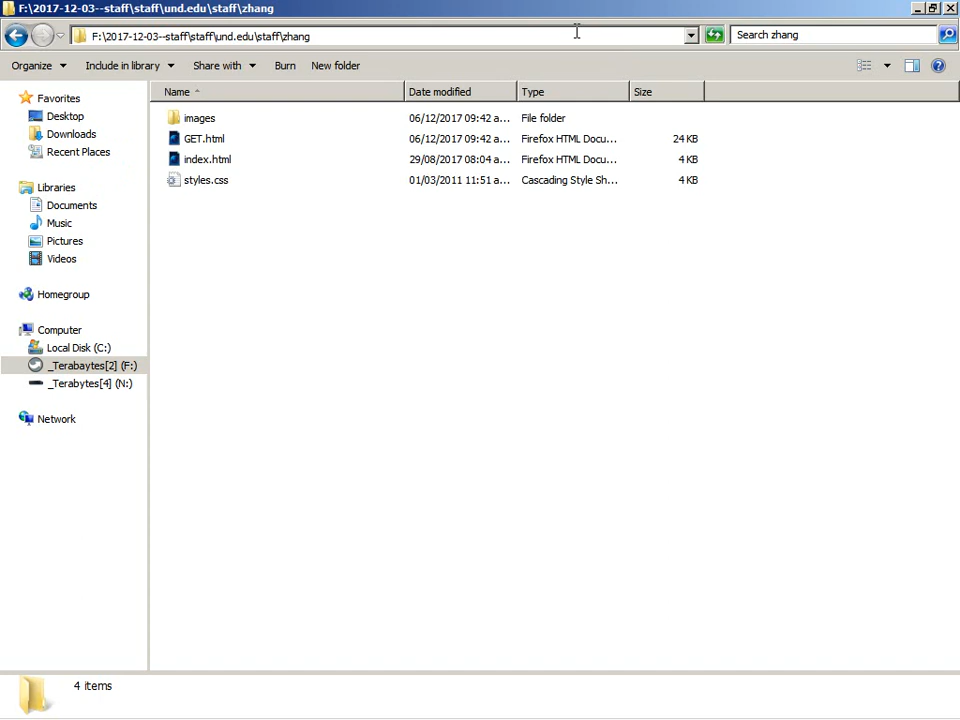 F:\2017-12-03--staff\staff\und.edu\staff\zhang
F:\2017-12-03--staff\staff\und.edu\staff\zhang
Search zhang
Organize Include in library Share with Burn New folder
Name Date modified Type Size
Favorites
Desktop
Downloads
Recent Places
Libraries
Documents
Music
Pictures
Videos
Homegroup
Computer
Local Disk (C:)
_Terabaytes[2] (F:)
_Terabytes[4] (N:)
Network
images 06/12/2017 09:42 a... File folder
GET.html 06/12/2017 09:42 a... Firefox HTML Docu... 24 KB
index.html 29/08/2017 08:04 a... Firefox HTML Docu... 4 KB
styles.css 01/03/2011 11:51 a... Cascading Style Sh... 4 KB
4 items